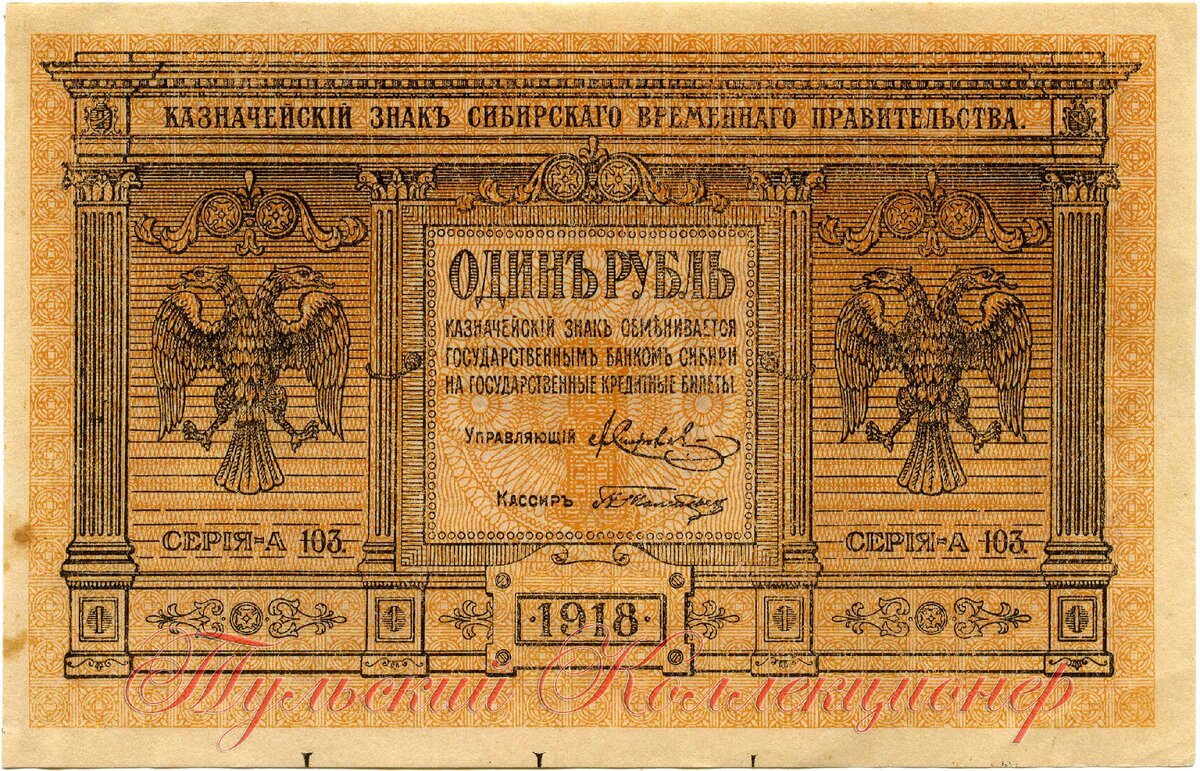 КАЗНАЧЕЙСКІЙ ЗНАКЪ СИБИРСКАГО ВРЕМЕННАГО ПРАВИТЕЛЬСТВА.
ОДИНЪ РУБЛЬ
КАЗНАЧЕЙСКІЙ ЗНАКЪ ОБМѢНИВАЕТСЯ
ГОСУДАРСТВЕННЫМЪ БАНКОМЪ СИБИРИ
НА ГОСУДАРСТВЕННЫЕ КРЕДИТНЫЕ БИЛЕТЫ.
УПРАВЛЯЮЩІЙ
КАССИРЪ
СЕРІЯ=А 103.
СЕРІЯ=А 103.
1 1 1 1
·1918·
Тульский Коллекционер